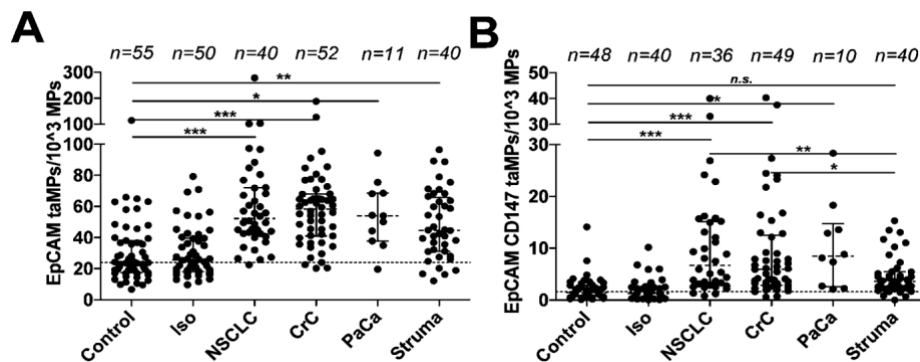 A
n=55 n=50 n=40 n=52 n=11 n=40
EpCAM taMPs/10^3 MPs
300
200
100
80
60
40
20
0
**
*
***
***
Control Iso NSCLC CrC PaCa Struma
B
n=48 n=40 n=36 n=49 n=10 n=40
EpCAM CD147 taMPs/10^3 MPs
50
40
30
20
10
0
n.s.
*
***
***
**
*
Control Iso NSCLC CrC PaCa Struma